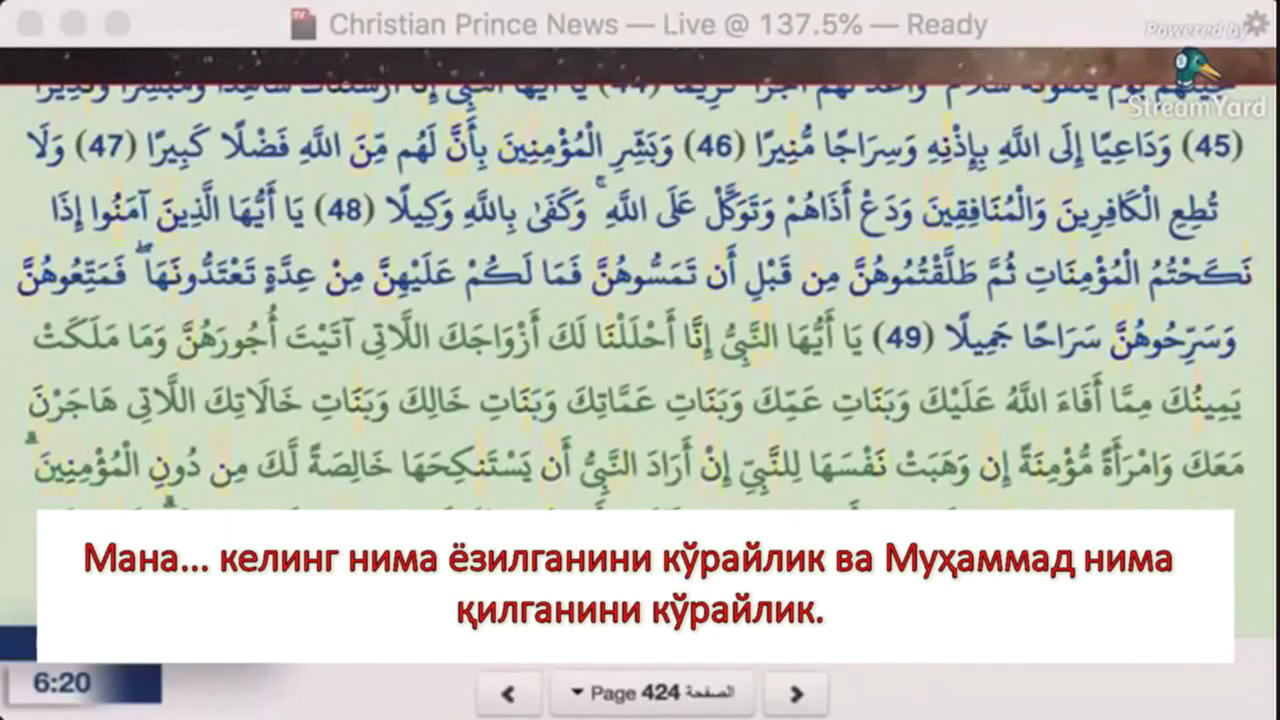 Christian Prince News — Live @ 137.5% — Ready
Powered by
StreamYard
(45) وَدَاعِيًا إِلَى اللَّهِ بِإِذْنِهِ وَسِرَاجًا مُّنِيرًا (46) وَبَشِّرِ الْمُؤْمِنِينَ بِأَنَّ لَهُم مِّنَ اللَّهِ فَضْلًا كَبِيرًا (47) وَلَا
تُطِعِ الْكَافِرِينَ وَالْمُنَافِقِينَ وَدَعْ أَذَاهُمْ وَتَوَكَّلْ عَلَى اللَّهِ ۚ وَكَفَىٰ بِاللَّهِ وَكِيلًا (48) يَا أَيُّهَا الَّذِينَ آمَنُوا إِذَا
نَكَحْتُمُ الْمُؤْمِنَاتِ ثُمَّ طَلَّقْتُمُوهُنَّ مِن قَبْلِ أَن تَمَسُّوهُنَّ فَمَا لَكُمْ عَلَيْهِنَّ مِنْ عِدَّةٍ تَعْتَدُّونَهَا ۖ فَمَتِّعُوهُنَّ
وَسَرِّحُوهُنَّ سَرَاحًا جَمِيلًا (49) يَا أَيُّهَا النَّبِيُّ إِنَّا أَحْلَلْنَا لَكَ أَزْوَاجَكَ اللَّاتِي آتَيْتَ أُجُورَهُنَّ وَمَا مَلَكَتْ
يَمِينُكَ مِمَّا أَفَاءَ اللَّهُ عَلَيْكَ وَبَنَاتِ عَمِّكَ وَبَنَاتِ عَمَّاتِكَ وَبَنَاتِ خَالِكَ وَبَنَاتِ خَالَاتِكَ اللَّاتِي هَاجَرْنَ
مَعَكَ وَامْرَأَةً مُّؤْمِنَةً إِن وَهَبَتْ نَفْسَهَا لِلنَّبِيِّ إِنْ أَرَادَ النَّبِيُّ أَن يَسْتَنكِحَهَا خَالِصَةً لَّكَ مِن دُونِ الْمُؤْمِنِينَ ۗ
Мана... келинг нима ёзилганини кўрайлик ва Муҳаммад нима
қилганини кўрайлик.
6:20
Page 424 الصفحة